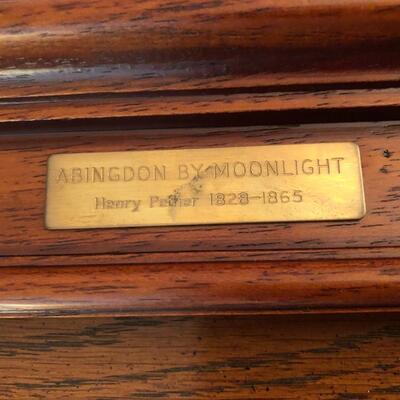 ABINGDON BY MOONLIGHT
Henry Pether 1828-1865